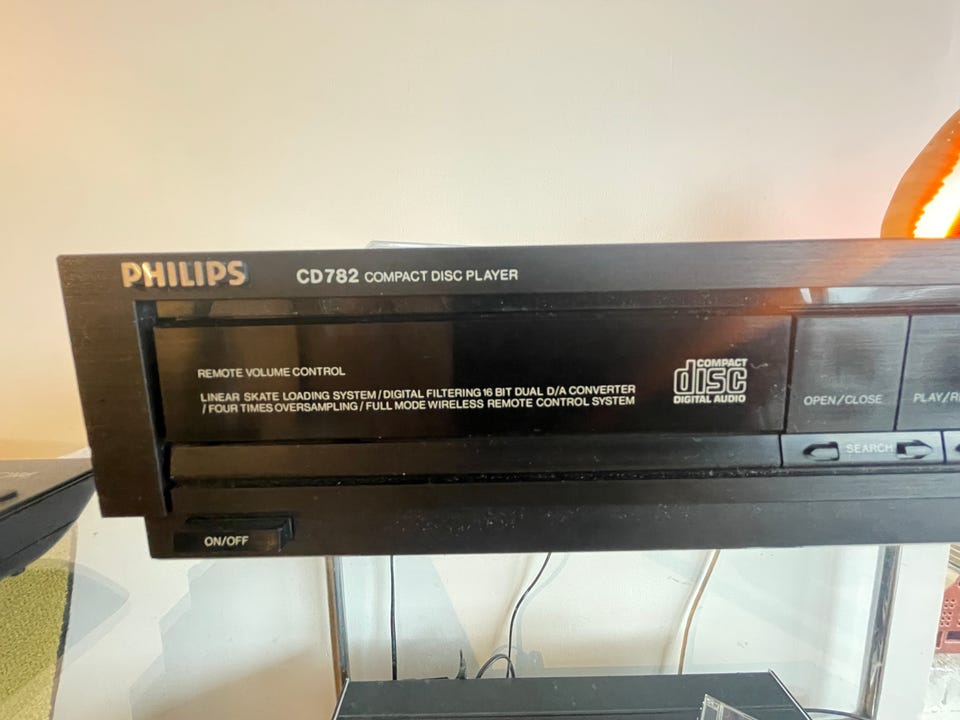 PHILIPS CD782 COMPACT DISC PLAYER
REMOTE VOLUME CONTROL
LINEAR SKATE LOADING SYSTEM / DIGITAL FILTERING 16 BIT DUAL D/A CONVERTER
/ FOUR TIMES OVERSAMPLING / FULL MODE WIRELESS REMOTE CONTROL SYSTEM
COMPACT
disc
DIGITAL AUDIO
OPEN/CLOSE
PLAY/R
SEARCH
ON/OFF